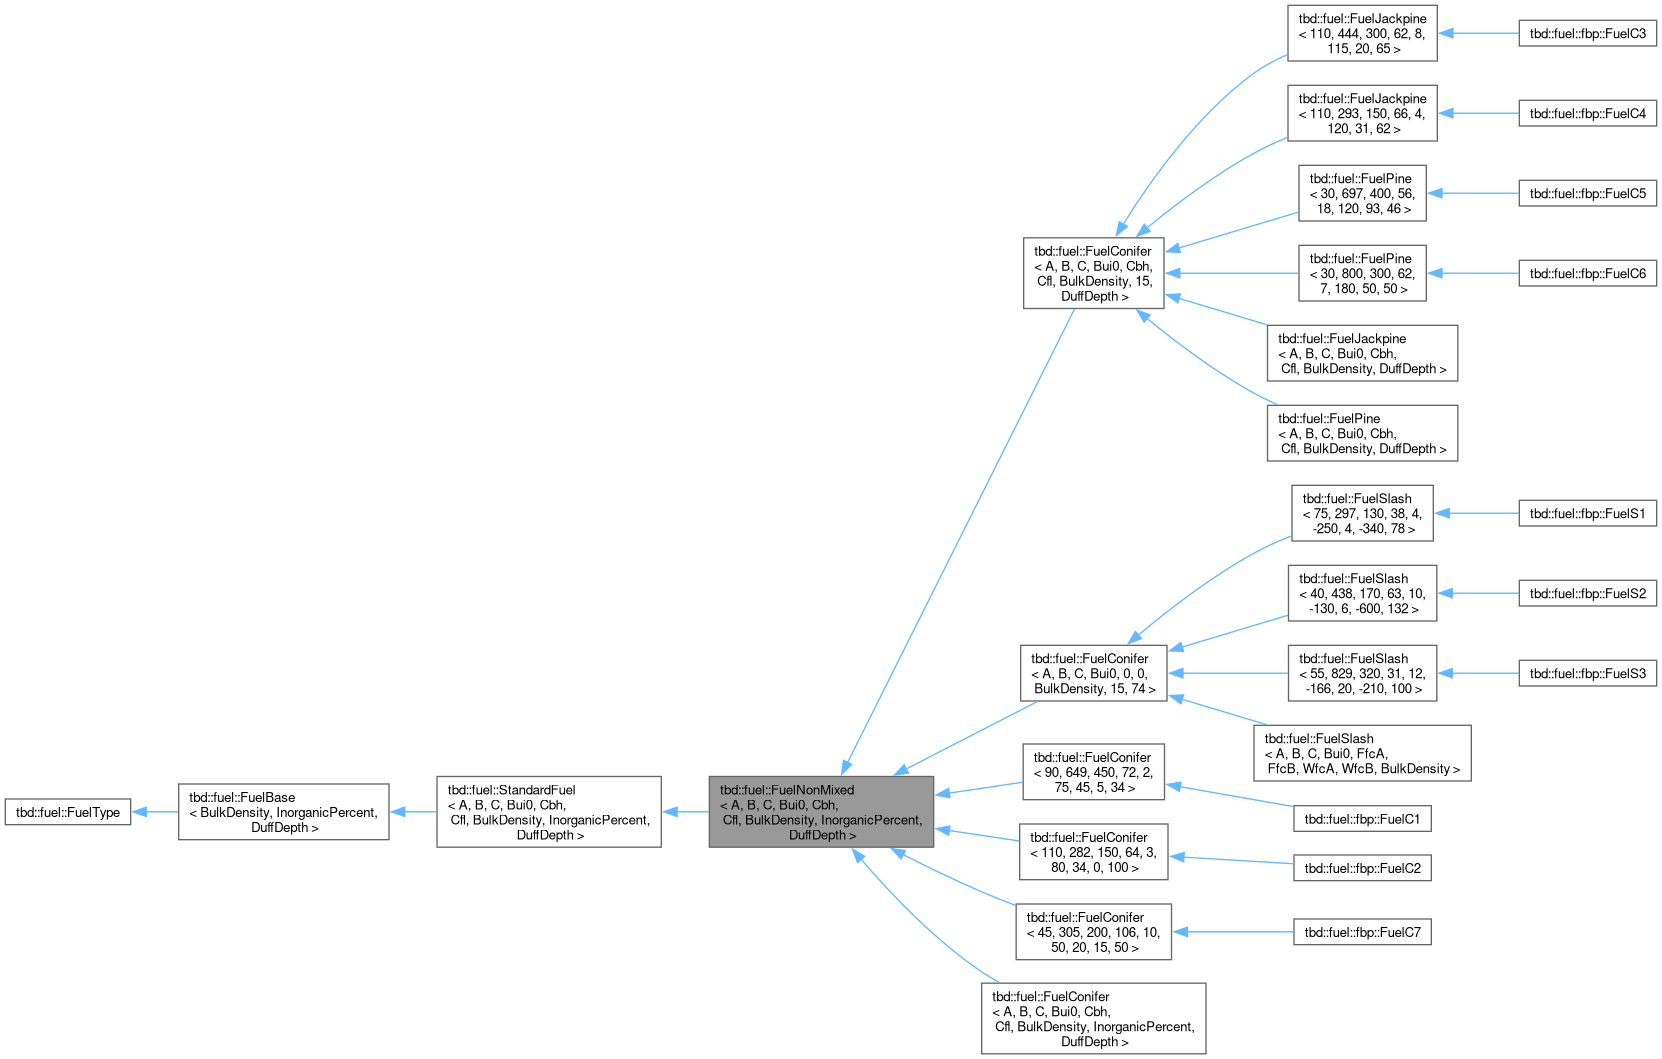 tbd::fuel::FuelType
tbd::fuel::FuelBase
< BulkDensity, InorganicPercent,
DuffDepth >
tbd::fuel::StandardFuel
< A, B, C, Bui0, Cbh,
Cfl, BulkDensity, InorganicPercent,
DuffDepth >
tbd::fuel::FuelNonMixed
< A, B, C, Bui0, Cbh,
Cfl, BulkDensity, InorganicPercent,
DuffDepth >
tbd::fuel::FuelConifer
< A, B, C, Bui0, Cbh,
Cfl, BulkDensity, 15,
DuffDepth >
tbd::fuel::FuelJackpine
< 110, 444, 300, 62, 8,
115, 20, 65 >
tbd::fuel::fbp::FuelC3
tbd::fuel::FuelJackpine
< 110, 293, 150, 66, 4,
120, 31, 62 >
tbd::fuel::fbp::FuelC4
tbd::fuel::FuelPine
< 30, 697, 400, 56,
18, 120, 93, 46 >
tbd::fuel::fbp::FuelC5
tbd::fuel::FuelPine
< 30, 800, 300, 62,
7, 180, 50, 50 >
tbd::fuel::fbp::FuelC6
tbd::fuel::FuelJackpine
< A, B, C, Bui0, Cbh,
Cfl, BulkDensity, DuffDepth >
tbd::fuel::FuelPine
< A, B, C, Bui0, Cbh,
Cfl, BulkDensity, DuffDepth >
tbd::fuel::FuelConifer
< A, B, C, Bui0, 0, 0,
BulkDensity, 15, 74 >
tbd::fuel::FuelSlash
< 75, 297, 130, 38, 4,
-250, 4, -340, 78 >
tbd::fuel::fbp::FuelS1
tbd::fuel::FuelSlash
< 40, 438, 170, 63, 10,
-130, 6, -600, 132 >
tbd::fuel::fbp::FuelS2
tbd::fuel::FuelSlash
< 55, 829, 320, 31, 12,
-166, 20, -210, 100 >
tbd::fuel::fbp::FuelS3
tbd::fuel::FuelSlash
< A, B, C, Bui0, FfcA,
FfcB, WfcA, WfcB, BulkDensity >
tbd::fuel::FuelConifer
< 90, 649, 450, 72, 2,
75, 45, 5, 34 >
tbd::fuel::fbp::FuelC1
tbd::fuel::FuelConifer
< 110, 282, 150, 64, 3,
80, 34, 0, 100 >
tbd::fuel::fbp::FuelC2
tbd::fuel::FuelConifer
< 45, 305, 200, 106, 10,
50, 20, 15, 50 >
tbd::fuel::fbp::FuelC7
tbd::fuel::FuelConifer
< A, B, C, Bui0, Cbh,
Cfl, BulkDensity, InorganicPercent,
DuffDepth >